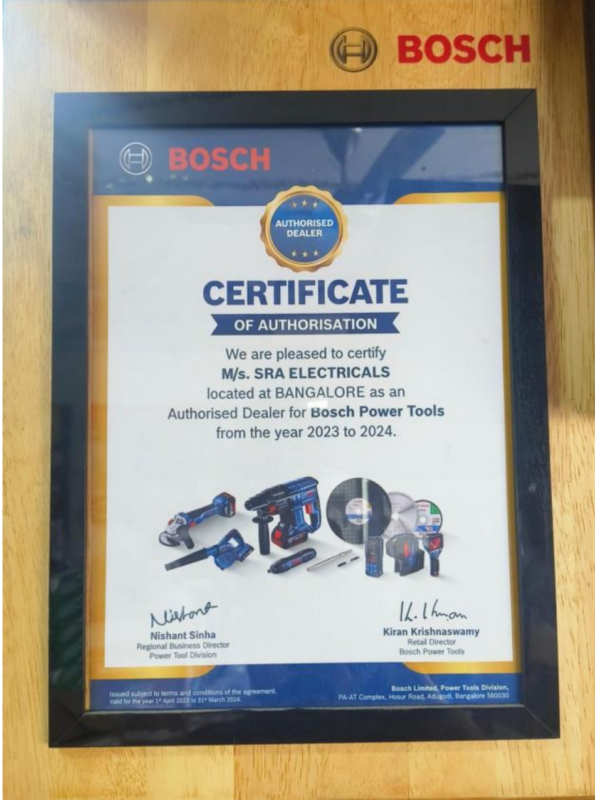 BOSCH
BOSCH
AUTHORISED
DEALER
CERTIFICATE
OF AUTHORISATION
We are pleased to certify
M/s. SRA ELECTRICALS
located at BANGALORE as an
Authorised Dealer for Bosch Power Tools
from the year 2023 to 2024.
Nishant
Nishant Sinha
Regional Business Director
Power Tool Division
Kiran Krishnaswamy
Retail Director
Bosch Power Tools
Issued subject to terms and conditions of the agreement.
Valid for the year 1st April 2023 to 31st March 2024.
Bosch Limited, Power Tools Division,
PA-AT Complex, Hosur Road, Adugodi, Bangalore 560030